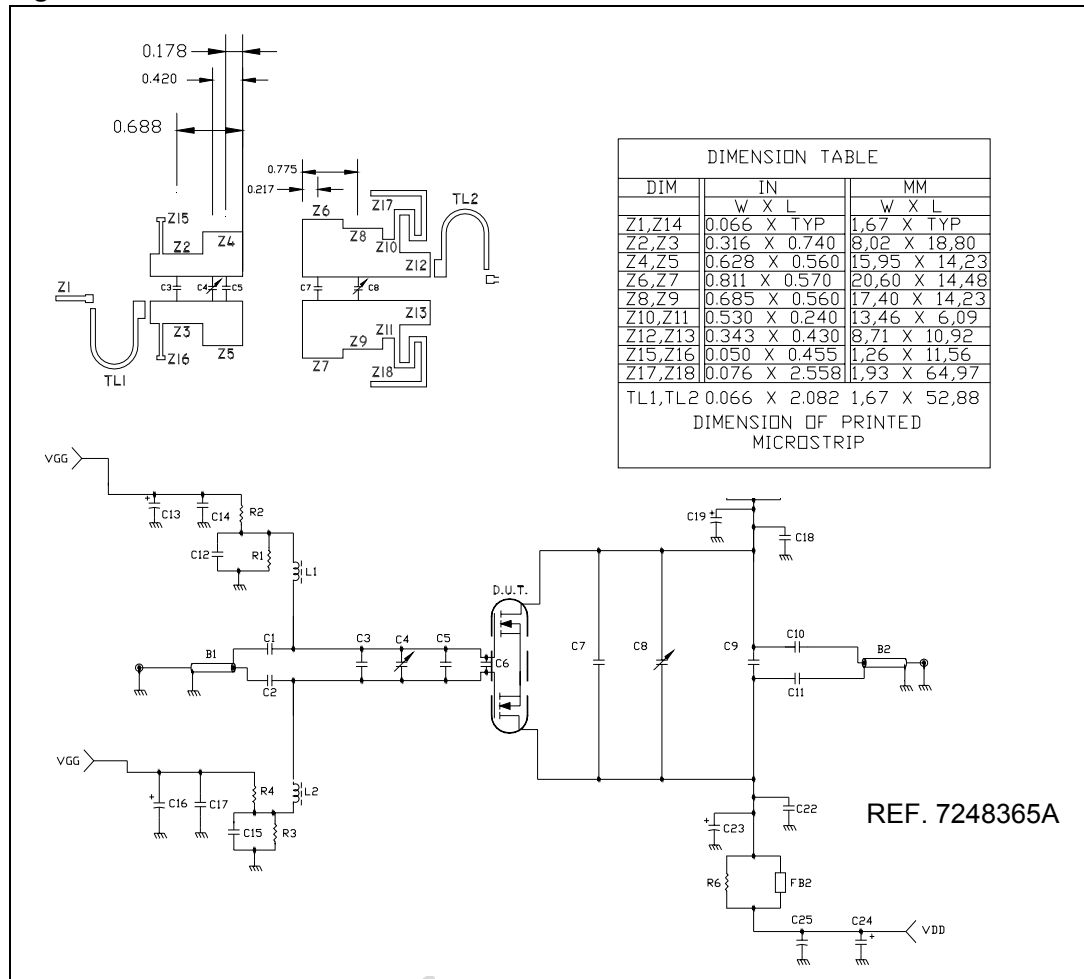 0.178
0.420
0.688
0.775
0.217
Z15
Z2
Z4
Z6
Z8
Z17
Z10
TL2
Z12
Z1
C3
C4
C5
C7
C8
Z3
Z5
Z16
TL1
Z13
Z11
Z9
Z7
Z18
DIMENSION TABLE
DIM IN MM
W X L W X L
Z1,Z14 0.066 X TYP 1,67 X TYP
Z2,Z3 0.316 X 0.740 8,02 X 18,80
Z4,Z5 0.628 X 0.560 15,95 X 14,23
Z6,Z7 0.811 X 0.570 20,60 X 14,48
Z8,Z9 0.685 X 0.560 17,40 X 14,23
Z10,Z11 0.530 X 0.240 13,46 X 6,09
Z12,Z13 0.343 X 0.430 8,71 X 10,92
Z15,Z16 0.050 X 0.455 1,26 X 11,56
Z17,Z18 0.076 X 2.558 1,93 X 64,97
TL1,TL2 0.066 X 2.082 1,67 X 52,88
DIMENSION OF PRINTED
MICROSTRIP
VGG
+
C13
C14
R2
C12
R1
L1
C19
+
C18
D.U.T.
B1
C1
C2
C3
C4
C5
C6
C7
C8
C9
C10
C11
B2
VGG
+
C16
C17
R4
C15
R3
L2
C22
+
C23
REF. 7248365A
R6
FB2
C25
C24
+
VDD